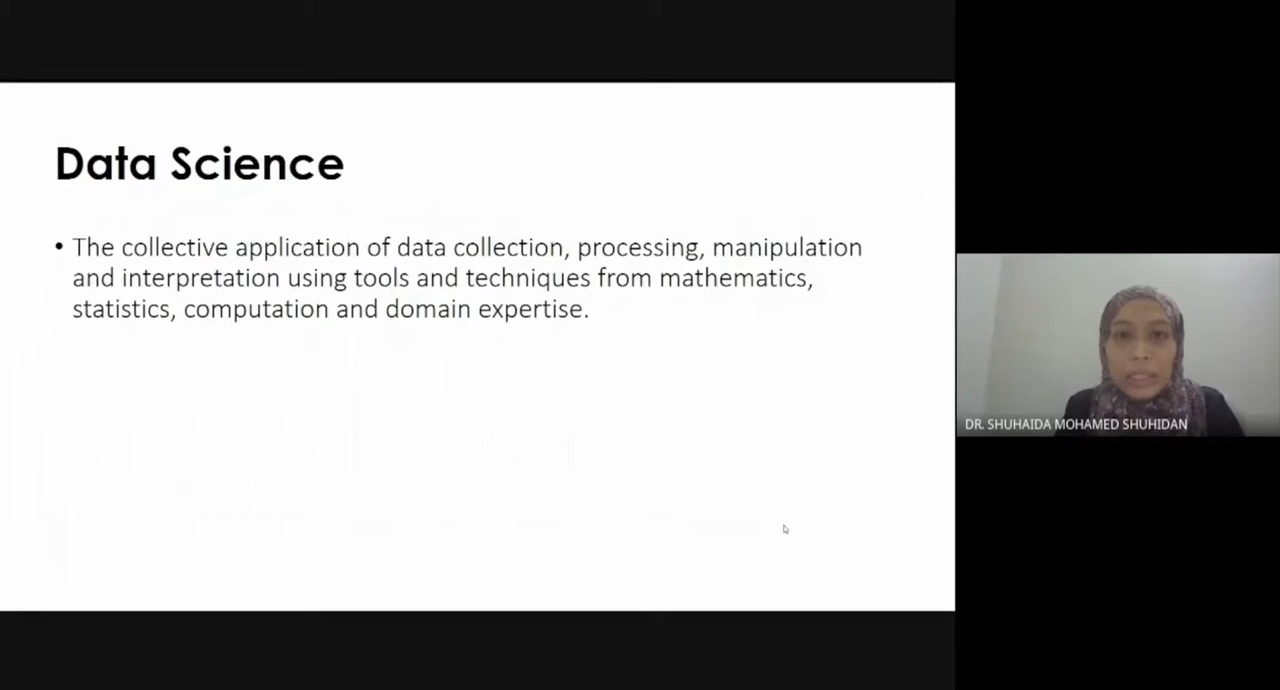 Data Science
• The collective application of data collection, processing, manipulation
and interpretation using tools and techniques from mathematics,
statistics, computation and domain expertise.
DR. SHUHAIDA MOHAMED SHUHIDAN